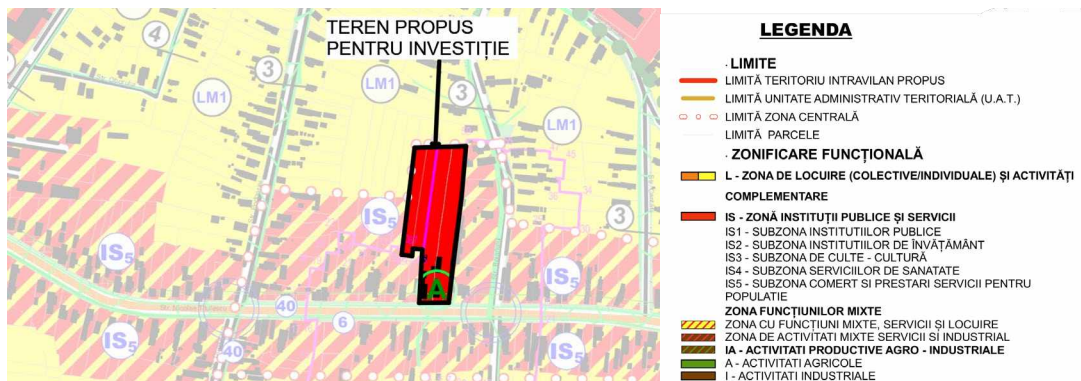 TEREN PROPUS
PENTRU INVESTIȚIE
4
3
LM1
3
LM1
3
IS5
IS5
A
IS5
40
6
40
IS5
IS5
LEGENDA
· LIMITE
LIMITĂ TERITORIU INTRAVILAN PROPUS
LIMITĂ UNITATE ADMINISTRATIV TERITORIALĂ (U.A.T.)
LIMITĂ ZONA CENTRALĂ
LIMITĂ PARCELE
· ZONIFICARE FUNCȚIONALĂ
L - ZONA DE LOCUIRE (COLECTIVE/INDIVIDUALE) ȘI ACTIVITĂȚI
COMPLEMENTARE
IS - ZONĂ INSTITUȚII PUBLICE ȘI SERVICII
IS1 - SUBZONA INSTITUTIILOR PUBLICE
IS2 - SUBZONA INSTITUTIILOR DE ÎNVĂȚĂMÂNT
IS3 - SUBZONA DE CULTE - CULTURĂ
IS4 - SUBZONA SERVICIILOR DE SANATATE
IS5 - SUBZONA COMERT SI PRESTARI SERVICII PENTRU
POPULATIE
ZONA FUNCȚIUNILOR MIXTE
ZONA CU FUNCȚIUNI MIXTE, SERVICII ȘI LOCUIRE
ZONA DE ACTIVITATI MIXTE SERVICII SI INDUSTRIAL
IA - ACTIVITATI PRODUCTIVE AGRO - INDUSTRIALE
A - ACTIVITATI AGRICOLE
I - ACTIVITATI INDUSTRIALE